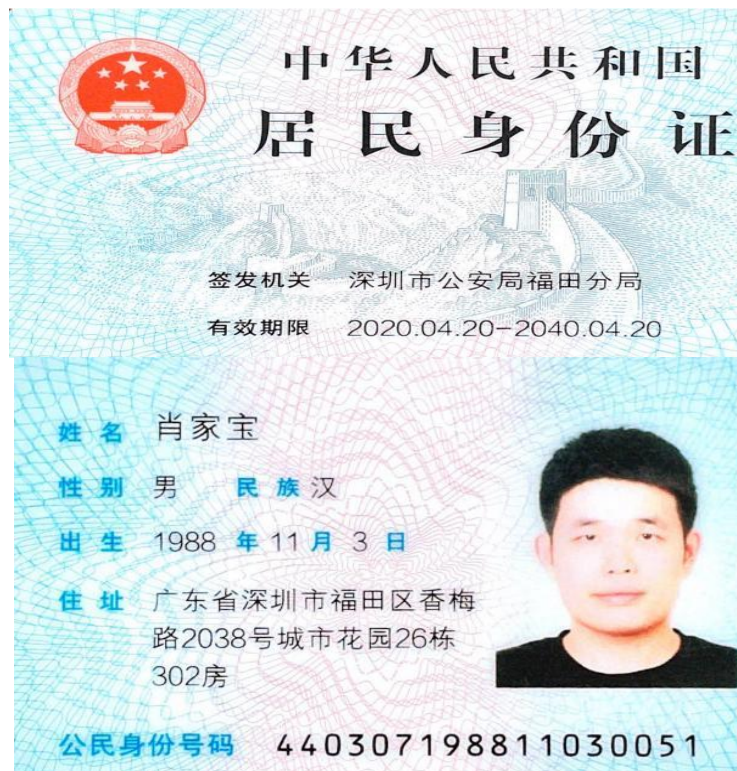 中华人民共和国
居民身份证
签发机关 深圳市公安局福田分局
有效期限 2020.04.20-2040.04.20
姓名 肖家宝
性别 男 民族 汉
出生 1988 年 11 月 3 日
住址 广东省深圳市福田区香梅
路2038号城市花园26栋
302房
公民身份号码 440307198811030051